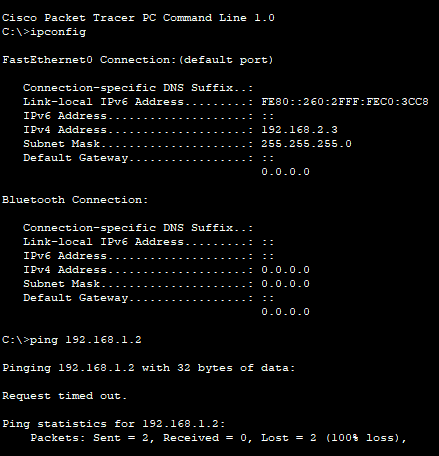 Cisco Packet Tracer PC Command Line 1.0
C:\>ipconfig
FastEthernet0 Connection:(default port)
Connection-specific DNS Suffix..:
Link-local IPv6 Address.........: FE80::260:2FFF:FEC0:3CC8
IPv6 Address....................: ::
IPv4 Address....................: 192.168.2.3
Subnet Mask.....................: 255.255.255.0
Default Gateway.................: ::
0.0.0.0
Bluetooth Connection:
Connection-specific DNS Suffix..:
Link-local IPv6 Address.........: ::
IPv6 Address....................: ::
IPv4 Address....................: 0.0.0.0
Subnet Mask.....................: 0.0.0.0
Default Gateway.................: ::
0.0.0.0
C:\>ping 192.168.1.2
Pinging 192.168.1.2 with 32 bytes of data:
Request timed out.
Ping statistics for 192.168.1.2:
Packets: Sent = 2, Received = 0, Lost = 2 (100% loss),